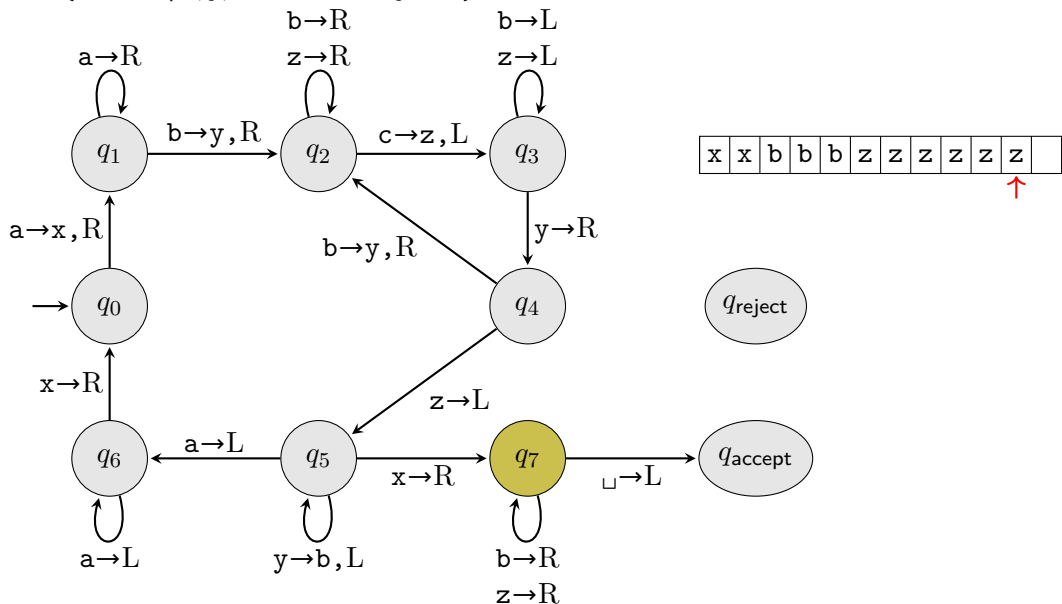 b→R
b→L
z→R
z→L
a→R
q1
b→y,R
q2
c→z,L
q3
x x b b b z z z z z z
a→x,R
b→y,R
y→R
q0
q4
qreject
x→R
z→L
q6
a→L
q5
x→R
q7
␣→L
qaccept
a→L
y→b,L
b→R
z→R